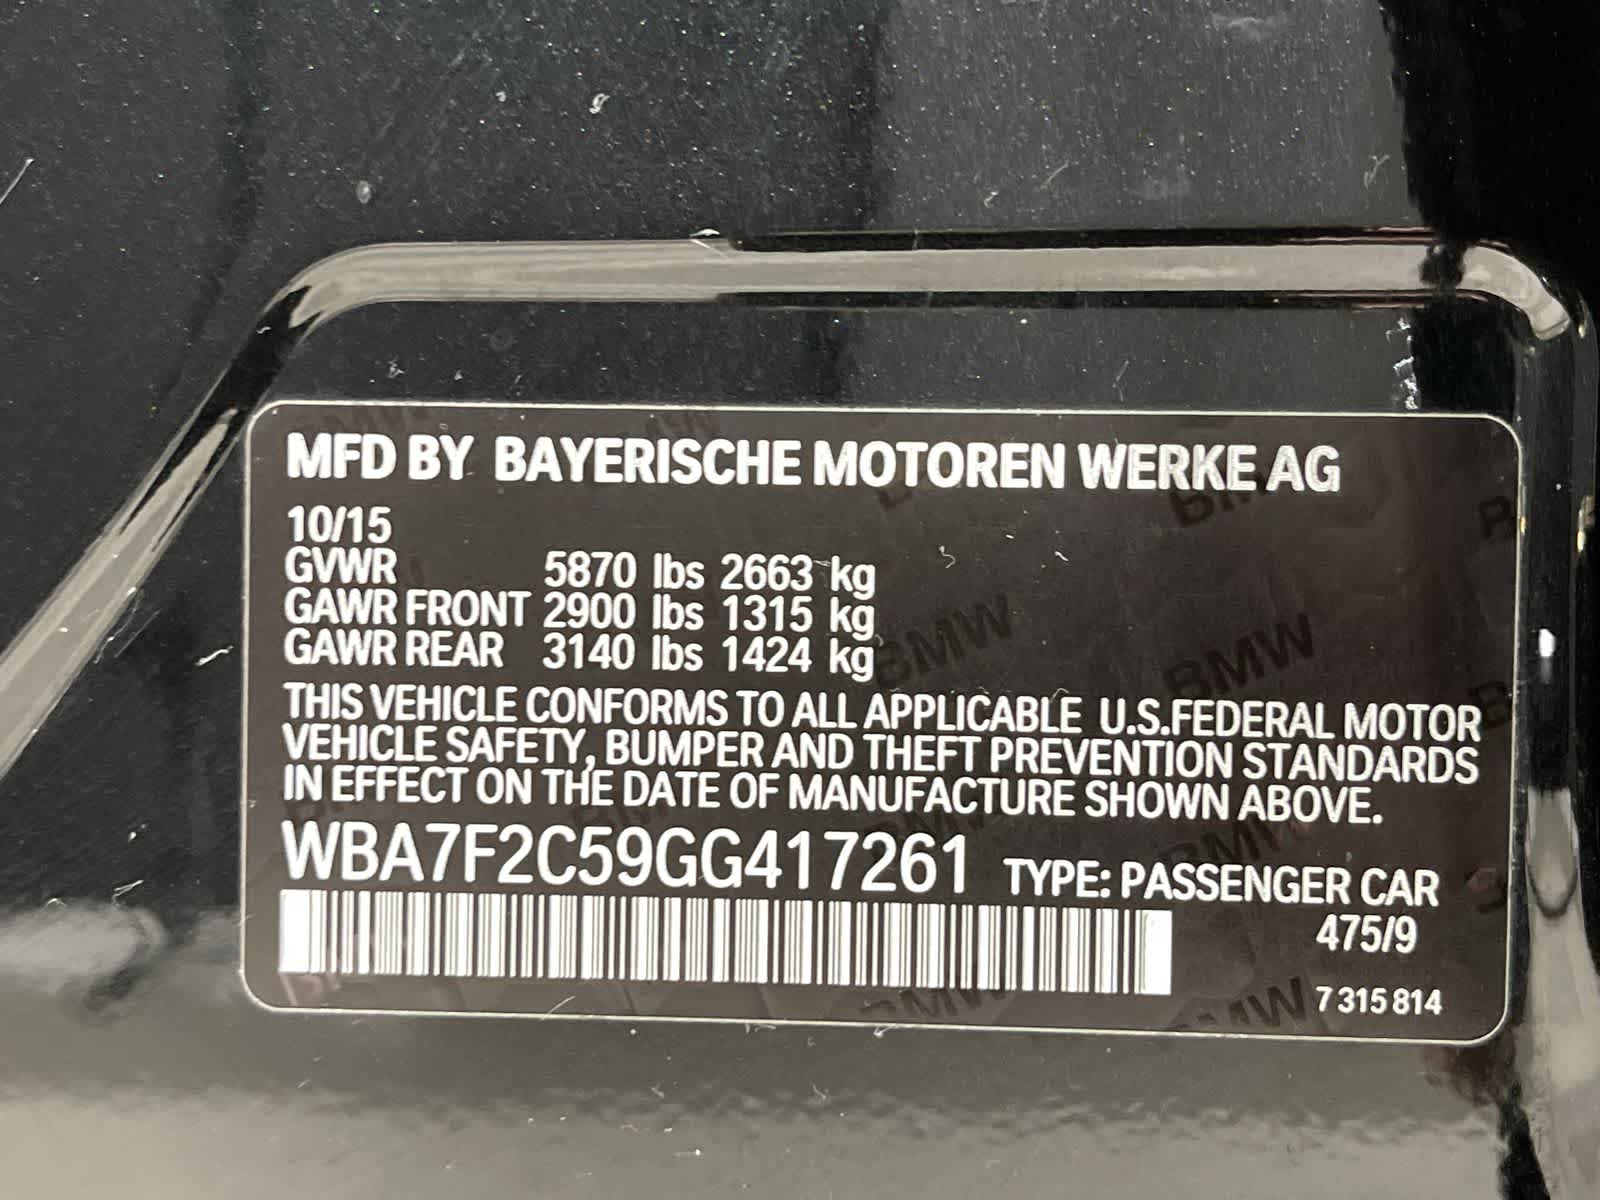 MFD BY BAYERISCHE MOTOREN WERKE AG
10/15
GVWR 5870 lbs 2663 kg
GAWR FRONT 2900 lbs 1315 kg
GAWR REAR 3140 lbs 1424 kg
THIS VEHICLE CONFORMS TO ALL APPLICABLE U.S.FEDERAL MOTOR
VEHICLE SAFETY, BUMPER AND THEFT PREVENTION STANDARDS
IN EFFECT ON THE DATE OF MANUFACTURE SHOWN ABOVE.
WBA7F2C59GG417261 TYPE: PASSENGER CAR
475/9
7 315 814